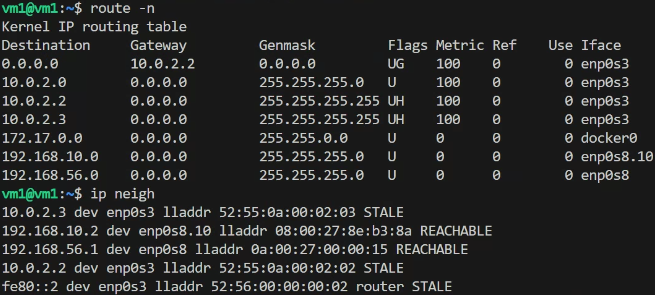 vm1@vm1:~$ route -n
Kernel IP routing table
Destination     Gateway         Genmask         Flags Metric Ref    Use Iface
0.0.0.0         10.0.2.2        0.0.0.0         UG    100    0        0 enp0s3
10.0.2.0        0.0.0.0         255.255.255.0   U     100    0        0 enp0s3
10.0.2.2        0.0.0.0         255.255.255.255 UH    100    0        0 enp0s3
10.0.2.3        0.0.0.0         255.255.255.255 UH    100    0        0 enp0s3
172.17.0.0      0.0.0.0         255.255.0.0     U     0      0        0 docker0
192.168.10.0    0.0.0.0         255.255.255.0   U     0      0        0 enp0s8.10
192.168.56.0    0.0.0.0         255.255.255.0   U     0      0        0 enp0s8
vm1@vm1:~$ ip neigh
10.0.2.3 dev enp0s3 lladdr 52:55:0a:00:02:03 STALE
192.168.10.2 dev enp0s8.10 lladdr 08:00:27:8e:b3:8a REACHABLE
192.168.56.1 dev enp0s8 lladdr 0a:00:27:00:00:15 REACHABLE
10.0.2.2 dev enp0s3 lladdr 52:55:0a:00:02:02 STALE
fe80::2 dev enp0s3 lladdr 52:56:00:00:00:02 router STALE